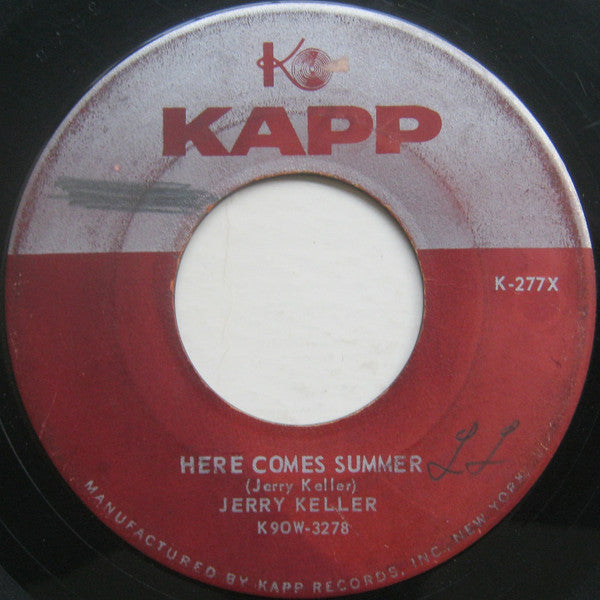 K
KAPP
K-277X
HERE COMES SUMMER
(Jerry Keller)
JERRY KELLER
K9OW-3278
MANUFACTURED BY KAPP RECORDS, INC. NEW YORK,